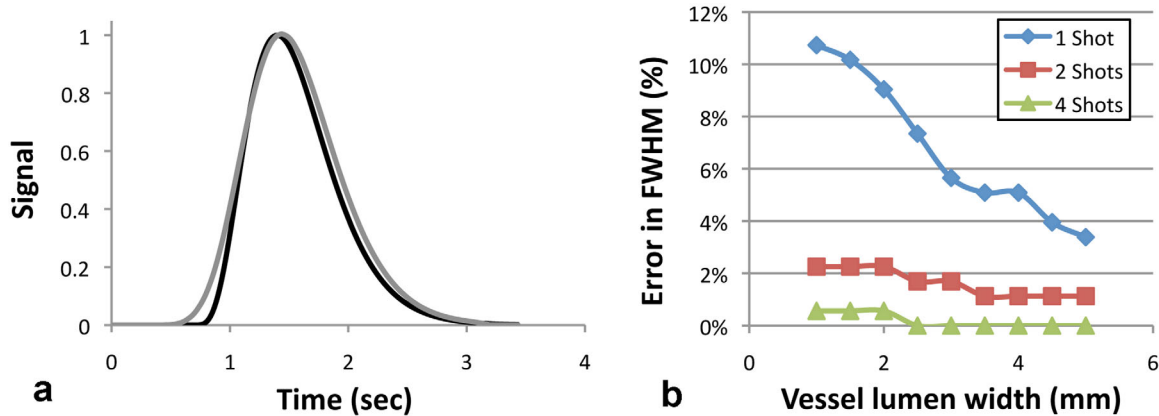 1
0.8
0.6
0.4
0.2
0
Signal
0 1 2 3 4
Time (sec)
a
12%
10%
8%
6%
4%
2%
0%
Error in FWHM (%)
1 Shot
2 Shots
4 Shots
0 2 4 6
Vessel lumen width (mm)
b